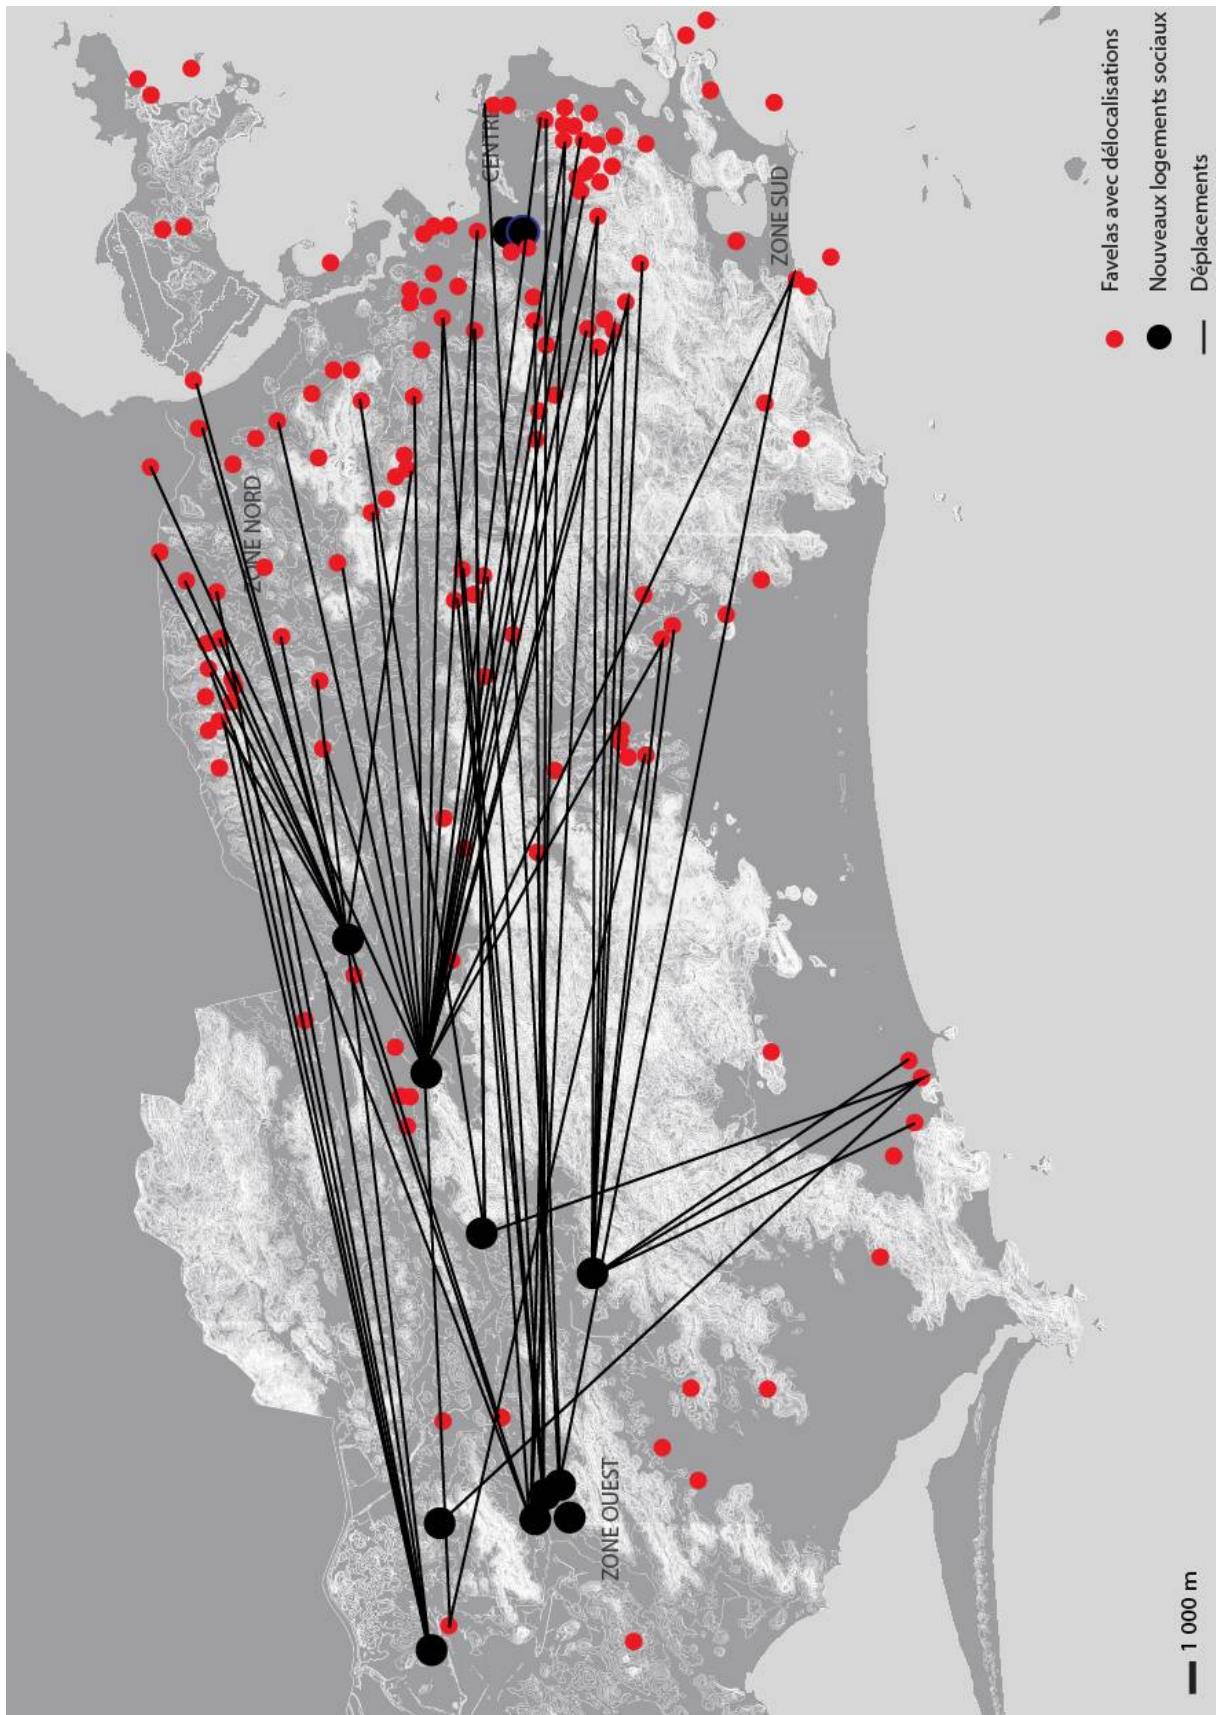 ZONE NORD
CENTRE
ZONE SUD
ZONE OUEST
1 000 m
Favelas avec délocalisations
Nouveaux logements sociaux
Déplacements